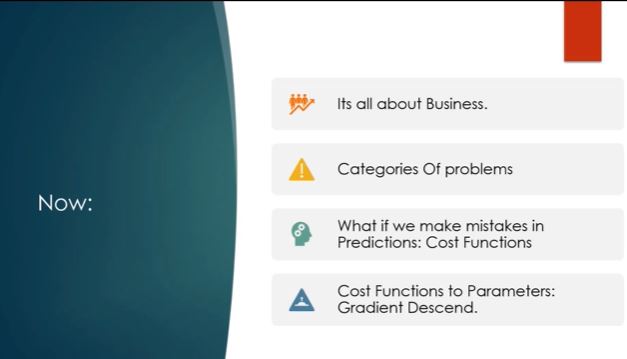 Now:
Its all about Business.
Categories Of problems
What if we make mistakes in
Predictions: Cost Functions
Cost Functions to Parameters:
Gradient Descend.